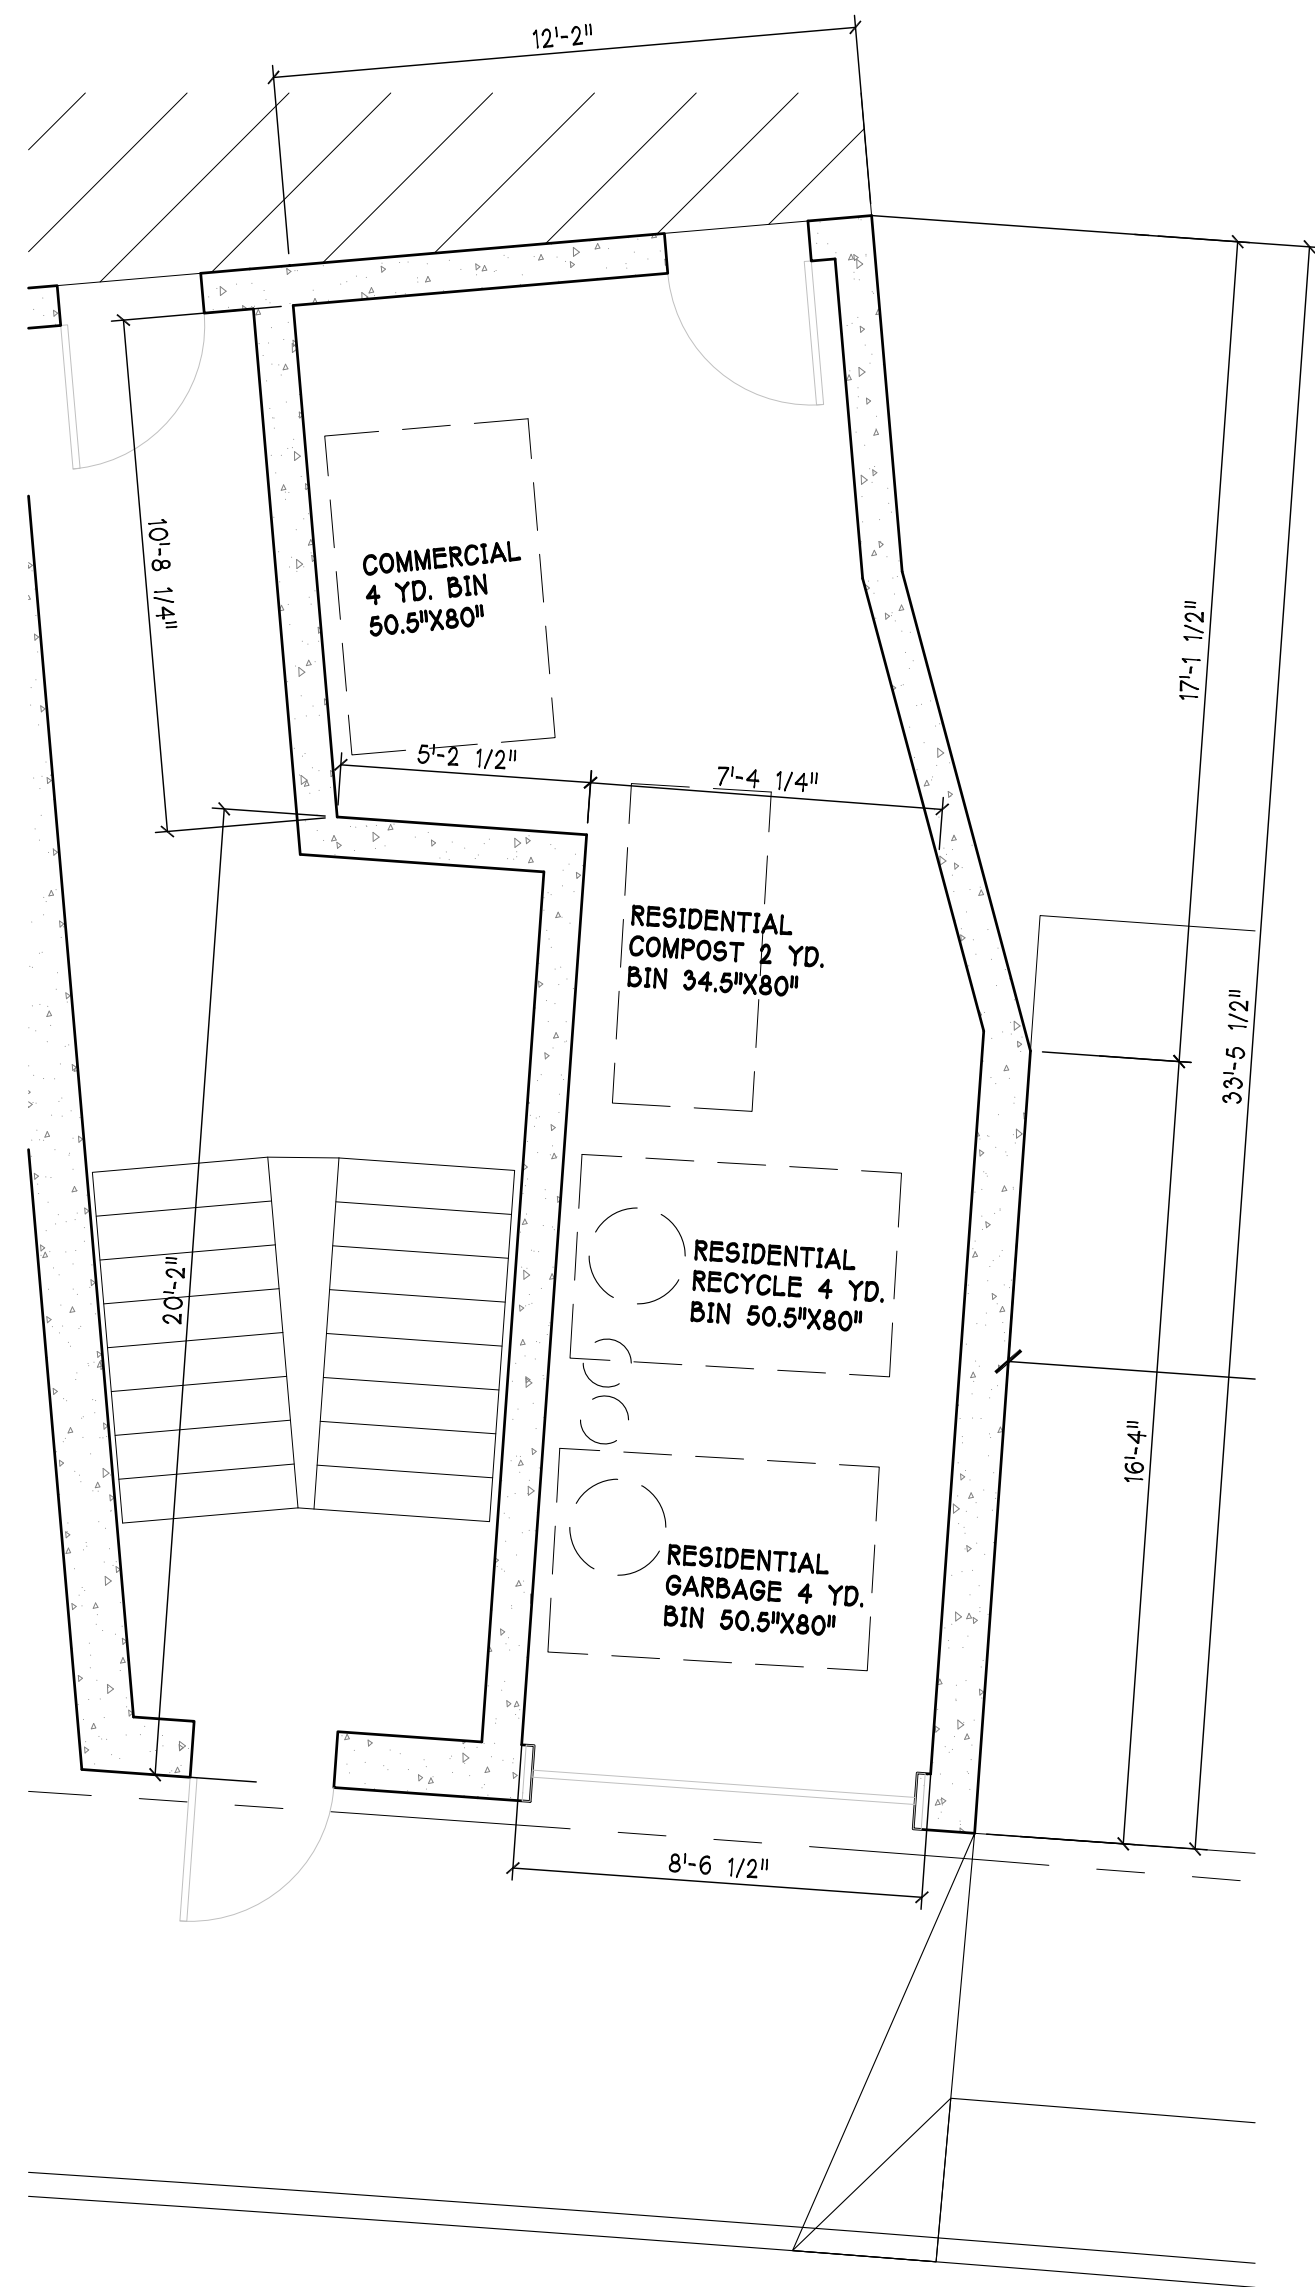 12'-2"
10'-8 1/4"
COMMERCIAL
4 YD. BIN
50.5"X80"
17'-1 1/2"
5'-2 1/2"
7'-4 1/4"
RESIDENTIAL
COMPOST 2 YD.
BIN 34.5"X80"
33'-5 1/2"
20'-2"
RESIDENTIAL
RECYCLE 4 YD.
BIN 50.5"X80"
16'-4"
RESIDENTIAL
GARBAGE 4 YD.
BIN 50.5"X80"
8'-6 1/2"